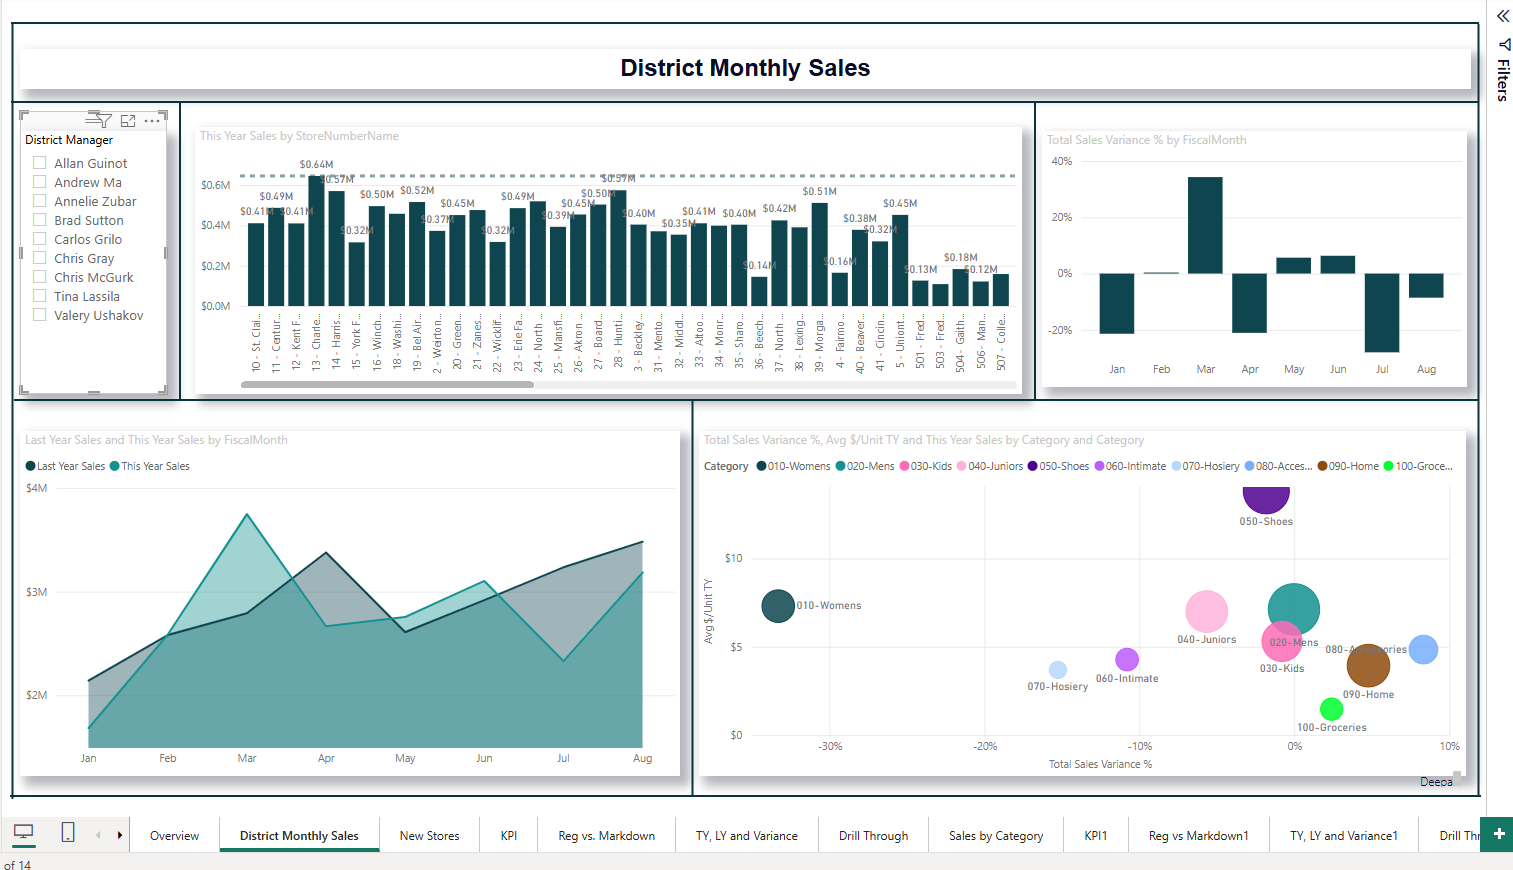 District Monthly Sales
Filters
District Manager
Allan Guinot
Andrew Ma
Annelie Zubar
Brad Sutton
Carlos Grilo
Chris Gray
Chris McGurk
Tina Lassila
Valery Ushakov
This Year Sales by StoreNumberName
$0.6M
$0.4M
$0.2M
$0.0M
$0.41M
$0.49M
$0.41M
$0.64M
$0.57M
$0.32M
$0.50M
$0.52M
$0.37M
$0.45M
$0.32M
$0.49M
$0.39M
$0.45M
$0.50M
$0.57M
$0.40M
$0.35M
$0.41M
$0.40M
$0.14M
$0.42M
$0.51M
$0.16M
$0.38M
$0.32M
$0.45M
$0.13M
$0.18M
$0.12M
10 - St. Clai...
11 - Centur...
12 - Kent F...
13 - Charle...
14 - Harris...
15 - York F...
16 - Winch...
18 - Washi...
19 - Bel Air...
2 - Weirton...
20 - Green...
21 - Zanes...
22 - Wicklif...
23 - Erie Fa...
24 - North ...
25 - Mansfi...
26 - Akron ...
27 - Board...
28 - Hunti...
3 - Beckley...
31 - Mento...
32 - Middl...
33 - Altoo...
34 - Monr...
35 - Sharo...
36 - Beech...
37 - North ...
38 - Lexing...
39 - Morga...
4 - Fairmo...
40 - Beaver...
41 - Cincin...
5 - Uniont...
501 - Fred...
503 - Fred...
504 - Gaith...
506 - Man...
507 - Colle...
Total Sales Variance % by FiscalMonth
40%
20%
0%
-20%
Jan Feb Mar Apr May Jun Jul Aug
Last Year Sales and This Year Sales by FiscalMonth
Last Year Sales This Year Sales
$4M
$3M
$2M
Jan Feb Mar Apr May Jun Jul Aug
Total Sales Variance %, Avg $/Unit TY and This Year Sales by Category and Category
Category 010-Womens 020-Mens 030-Kids 040-Juniors 050-Shoes 060-Intimate 070-Hosiery 080-Acces... 090-Home 100-Groce...
Avg $/Unit TY
$10
$5
$0
050-Shoes
010-Womens
040-Juniors
020-Mens
080-Accessories
030-Kids
060-Intimate
070-Hosiery
090-Home
100-Groceries
-30% -20% -10% 0% 10%
Total Sales Variance %
Deepa
Overview District Monthly Sales New Stores KPI Reg vs. Markdown TY, LY and Variance Drill Through Sales by Category KPI1 Reg vs Markdown1 TY, LY and Variance1 Drill Thr
of 14